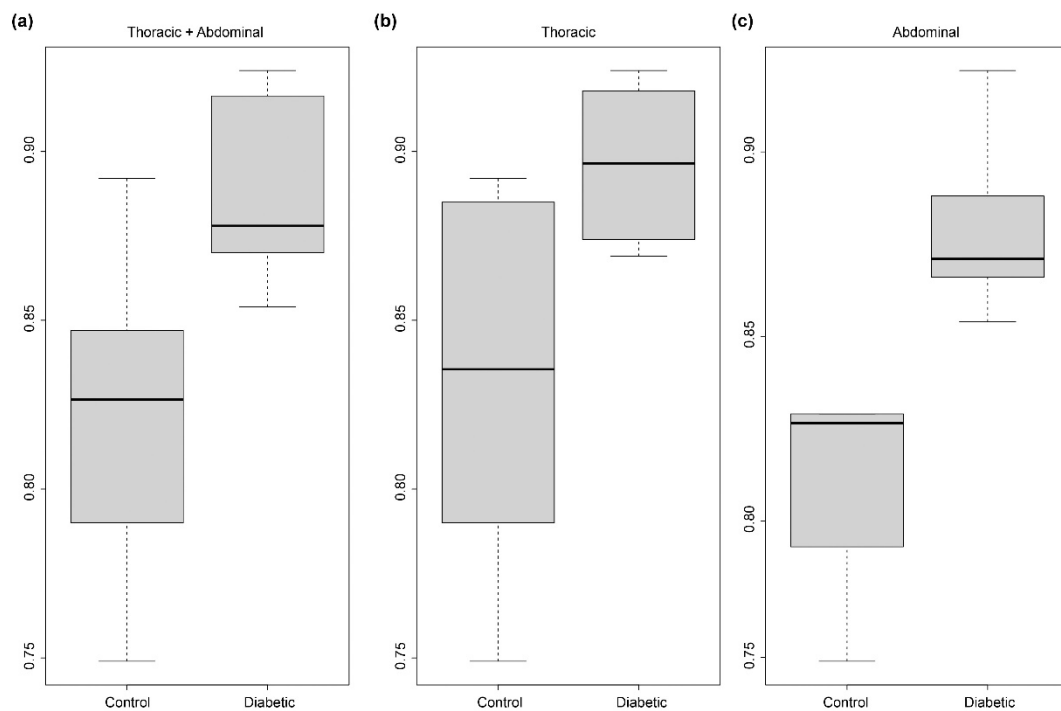 (a)
Thoracic + Abdominal
0.90
0.85
0.80
0.75
Control
Diabetic
(b)
Thoracic
0.90
0.85
0.80
0.75
Control
Diabetic
(c)
Abdominal
0.90
0.85
0.80
0.75
Control
Diabetic